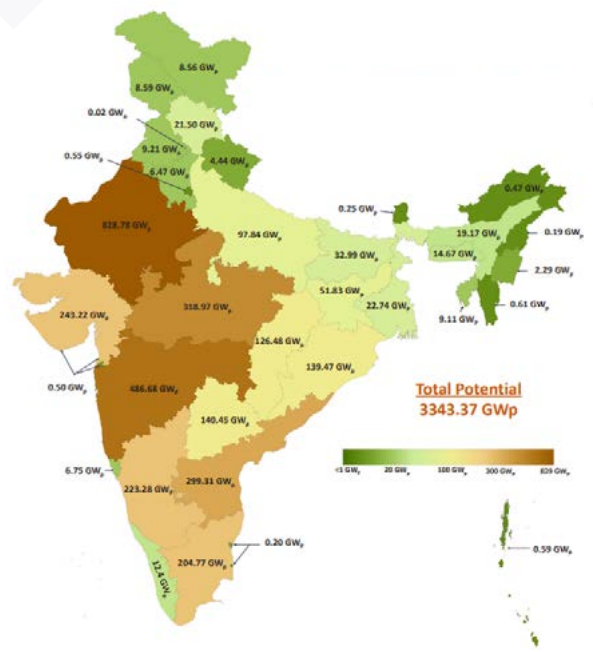 8.56 GWₚ
8.59 GWₚ
0.02 GWₚ
21.50 GWₚ
9.21 GWₚ
0.55 GWₚ
4.44 GWₚ
6.47 GWₚ
0.47 GWₚ
0.25 GWₚ
828.78 GWₚ
97.84 GWₚ
19.17 GWₚ
0.19 GWₚ
32.99 GWₚ
14.67 GWₚ
2.29 GWₚ
318.97 GWₚ
51.83 GWₚ
22.74 GWₚ
0.61 GWₚ
243.22 GWₚ
9.11 GWₚ
126.48 GWₚ
139.47 GWₚ
0.50 GWₚ
486.68 GWₚ
Total Potential
3343.37 GWp
140.45 GWₚ
<1 GWₚ 20 GWₚ 100 GWₚ 300 GWₚ 829 GWₚ
6.75 GWₚ
299.31 GWₚ
223.28 GWₚ
0.20 GWₚ
0.59 GWₚ
204.77 GWₚ
12.4 GWₚ